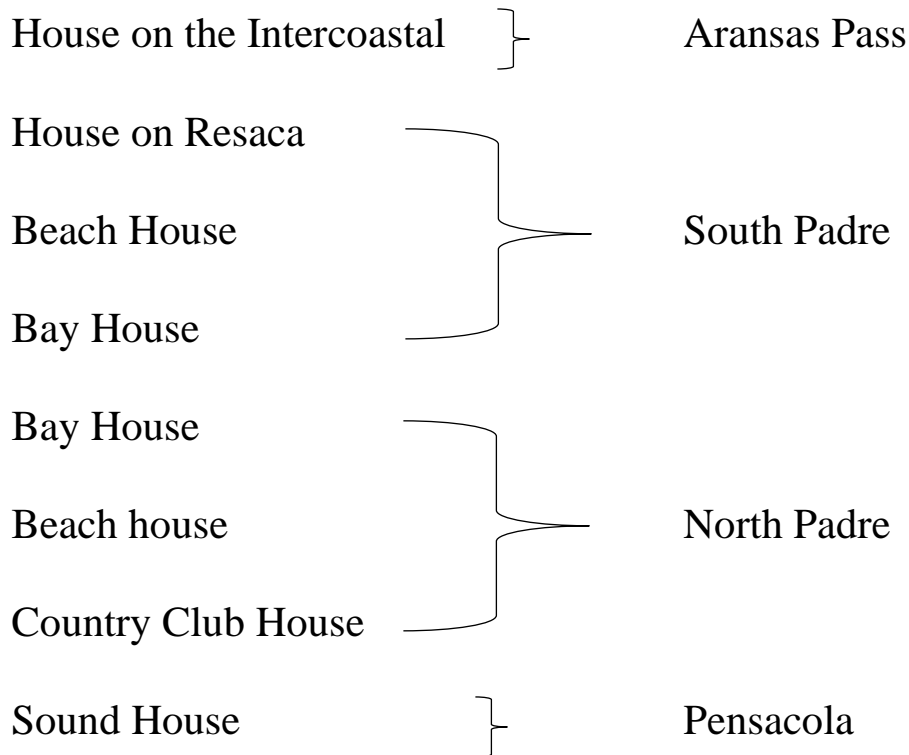 House on the Intercoastal Aransas Pass
House on Resaca
Beach House South Padre
Bay House
Bay House
Beach house North Padre
Country Club House
Sound House Pensacola